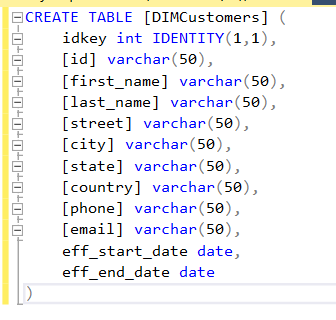 CREATE TABLE [DIMCustomers] (
idkey int IDENTITY(1,1),
[id] varchar(50),
[first_name] varchar(50),
[last_name] varchar(50),
[street] varchar(50),
[city] varchar(50),
[state] varchar(50),
[country] varchar(50),
[phone] varchar(50),
[email] varchar(50),
eff_start_date date,
eff_end_date date
)